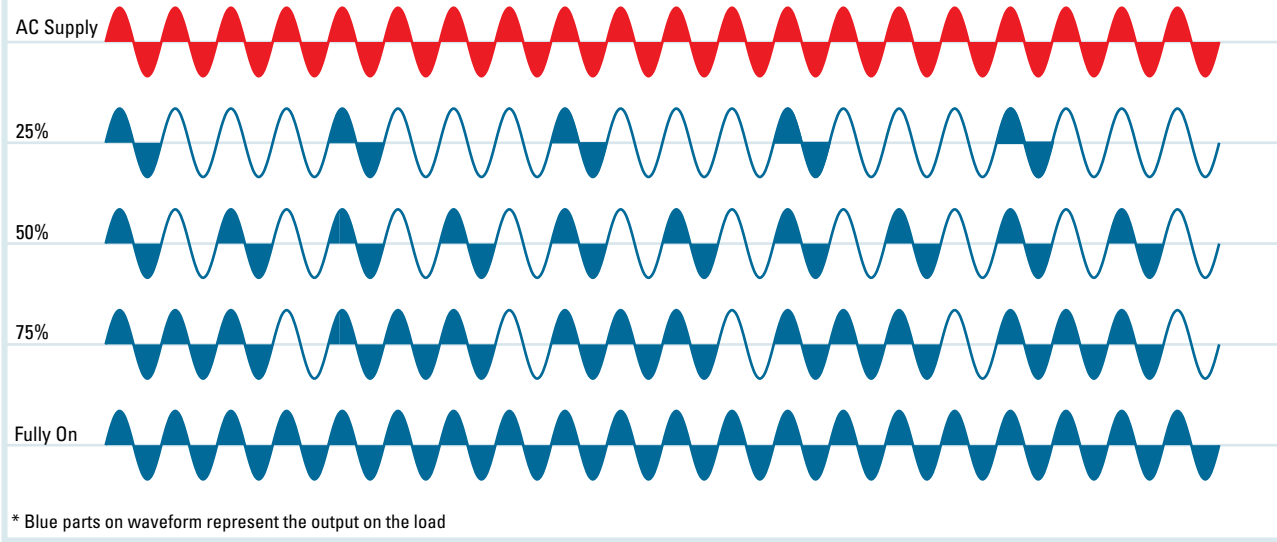 AC Supply
25%
50%
75%
Fully On
* Blue parts on waveform represent the output on the load